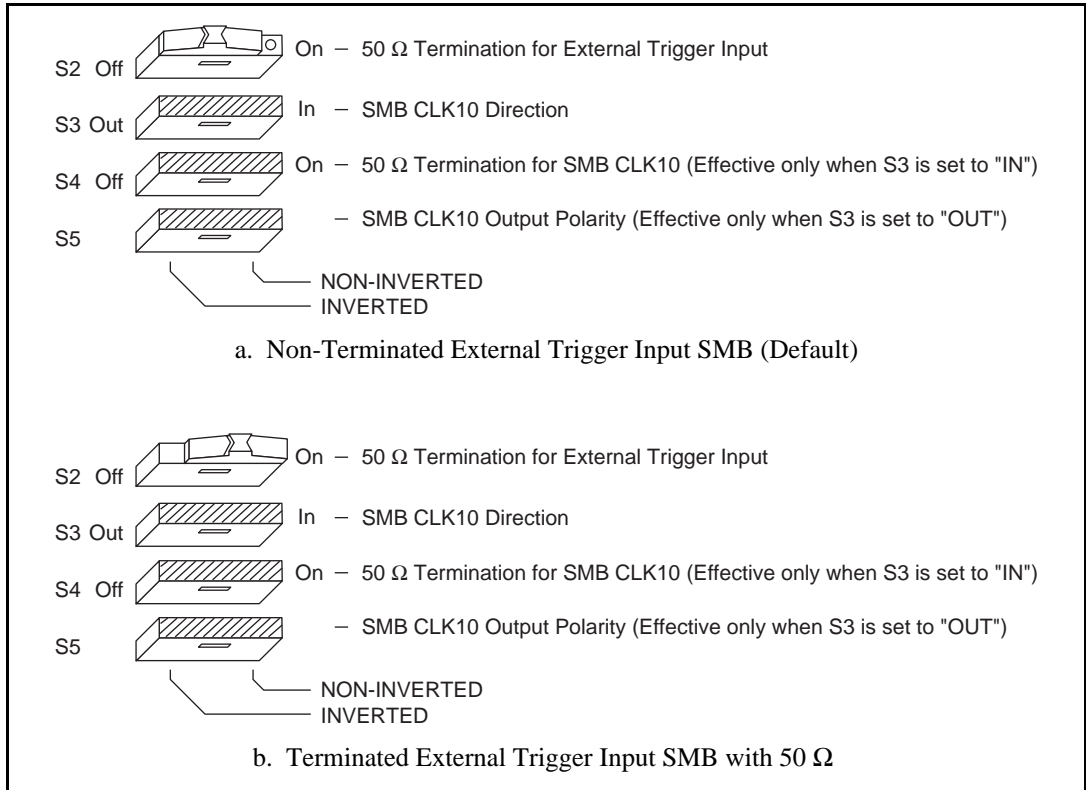 S2 Off On – 50 Ω Termination for External Trigger Input
S3 Out In – SMB CLK10 Direction
S4 Off On – 50 Ω Termination for SMB CLK10 (Effective only when S3 is set to "IN")
S5 – SMB CLK10 Output Polarity (Effective only when S3 is set to "OUT")
NON-INVERTED
INVERTED
a. Non-Terminated External Trigger Input SMB (Default)
S2 Off On – 50 Ω Termination for External Trigger Input
S3 Out In – SMB CLK10 Direction
S4 Off On – 50 Ω Termination for SMB CLK10 (Effective only when S3 is set to "IN")
S5 – SMB CLK10 Output Polarity (Effective only when S3 is set to "OUT")
NON-INVERTED
INVERTED
b. Terminated External Trigger Input SMB with 50 Ω